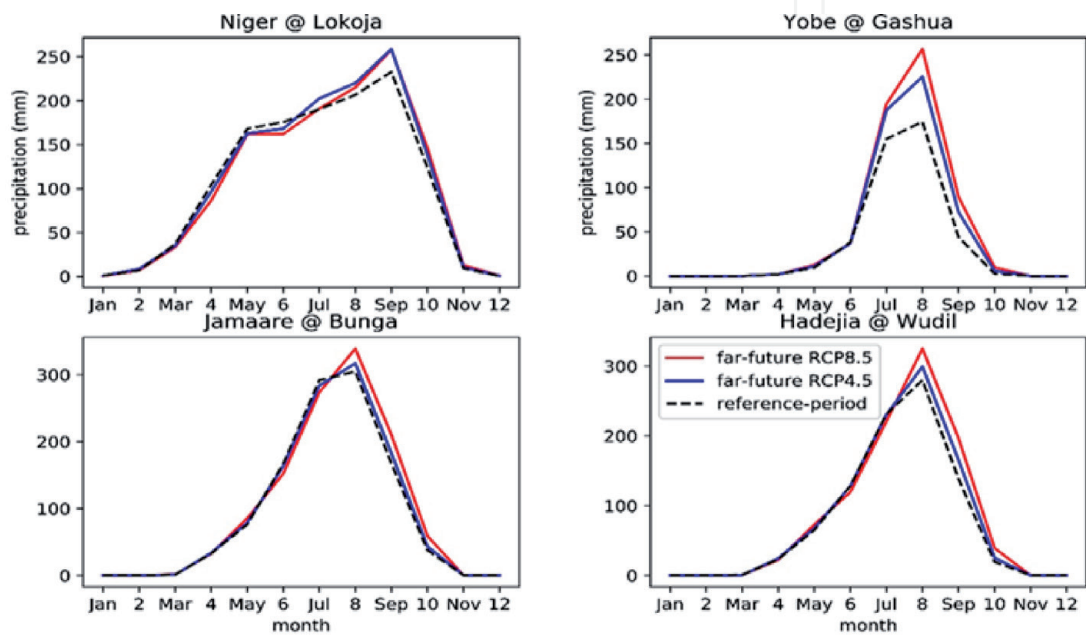 Niger @ Lokoja
precipitation (mm)
250
200
150
100
50
0
Jan 2 Mar 4 May 6 Jul 8 Sep 10 Nov 12
Yobe @ Gashua
precipitation (mm)
250
200
150
100
50
0
Jan 2 Mar 4 May 6 Jul 8 Sep 10 Nov 12
Jamaare @ Bunga
300
200
100
0
Jan 2 Mar 4 May 6 Jul 8 Sep 10 Nov 12
month
Hadejia @ Wudil
far-future RCP8.5
far-future RCP4.5
reference-period
300
200
100
0
Jan 2 Mar 4 May 6 Jul 8 Sep 10 Nov 12
month